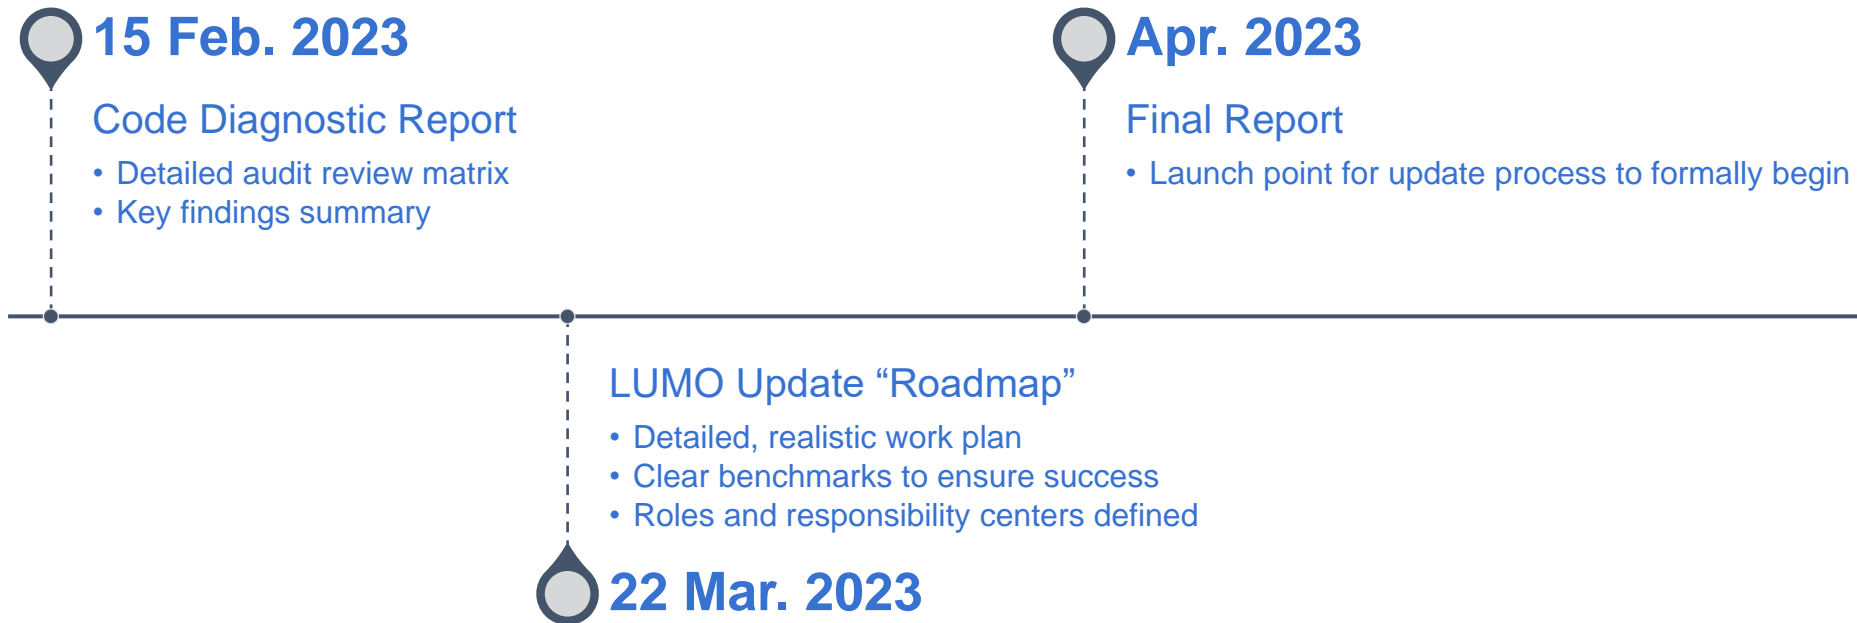 15 Feb. 2023
Code Diagnostic Report
• Detailed audit review matrix
• Key findings summary
LUMO Update “Roadmap”
• Detailed, realistic work plan
• Clear benchmarks to ensure success
• Roles and responsibility centers defined
22 Mar. 2023
Apr. 2023
Final Report
• Launch point for update process to formally begin